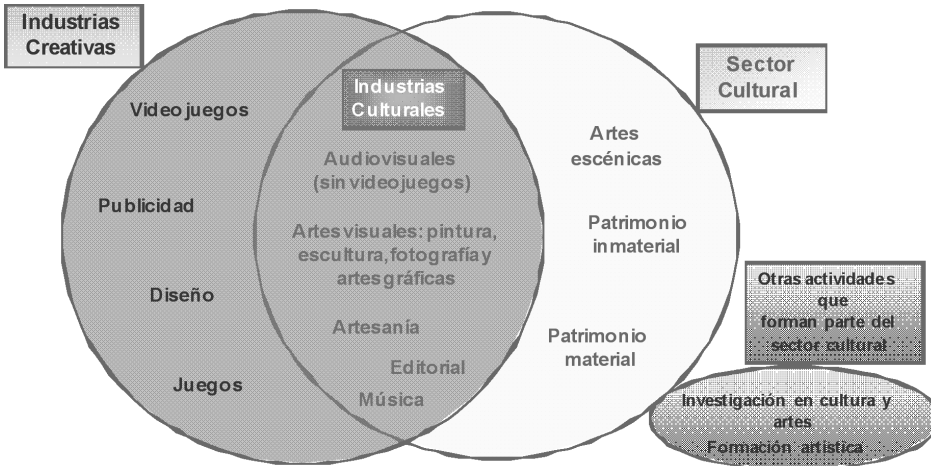 Industrias
Creativas
Videojuegos
Publicidad
Diseño
Juegos
Industrias
Culturales
Audiovisuales
(sin videojuegos)
Artes visuales: pintura,
escultura, fotografía y
artes gráficas
Artesanía
Editorial
Música
Sector
Cultural
Artes
escénicas
Patrimonio
inmaterial
Patrimonio
material
Otras actividades
que
forman parte del
sector cultural
Investigación en cultura y
artes
Formación artística